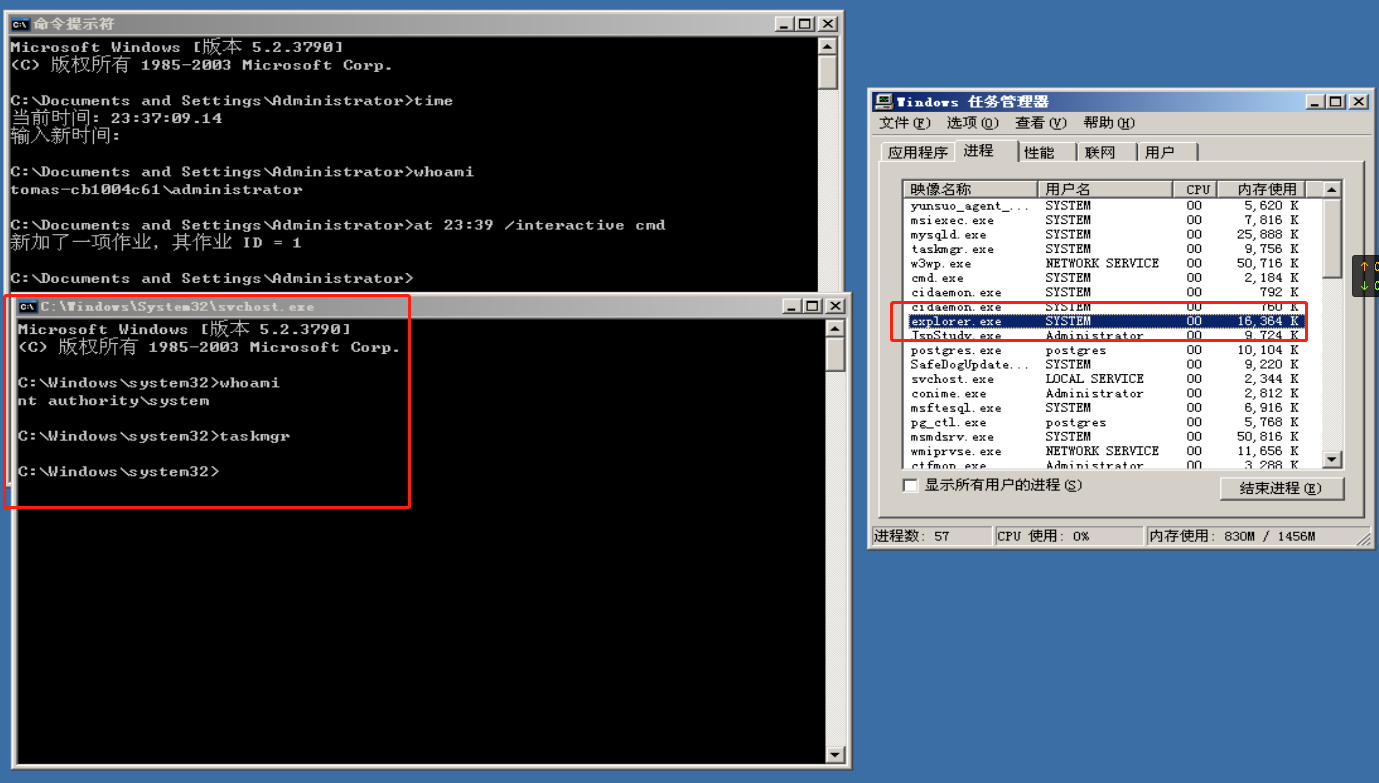 命令提示符
Microsoft Windows [版本 5.2.3790]
(C) 版权所有 1985-2003 Microsoft Corp.
C:\Documents and Settings\Administrator>time
当前时间: 23:37:09.14
输入新时间:
C:\Documents and Settings\Administrator>whoami
tomas-cb1004c61\administrator
C:\Documents and Settings\Administrator>at 23:39 /interactive cmd
新加了一项作业, 其作业 ID = 1
C:\Documents and Settings\Administrator>
C:\Windows\System32\svchost.exe
Microsoft Windows [版本 5.2.3790]
(C) 版权所有 1985-2003 Microsoft Corp.
C:\Windows\system32>whoami
nt authority\system
C:\Windows\system32>taskmgr
C:\Windows\system32>
Windows 任务管理器
文件(F) 选项(O) 查看(V) 帮助(H)
应用程序 进程 性能 联网 用户
映像名称 用户名 CPU 内存使用
yunsuo_agent_... SYSTEM 00 5,620 K
msiexec.exe SYSTEM 00 7,816 K
mysqld.exe SYSTEM 00 25,888 K
taskmgr.exe SYSTEM 00 9,756 K
w3wp.exe NETWORK SERVICE 00 50,716 K
cmd.exe SYSTEM 00 2,184 K
cidaemon.exe SYSTEM 00 792 K
cidaemon.exe SYSTEM 00 760 K
explorer.exe SYSTEM 00 16,364 K
TspStudy.exe Administrator 00 9,724 K
postgres.exe postgres 00 10,104 K
SafeDogUpdate... SYSTEM 00 9,220 K
svchost.exe LOCAL SERVICE 00 2,344 K
conime.exe Administrator 00 2,812 K
msftesql.exe SYSTEM 00 6,916 K
pg_ctl.exe postgres 00 5,768 K
msmdsrv.exe SYSTEM 00 50,816 K
wmiprvse.exe NETWORK SERVICE 00 11,656 K
ctfmon.exe Administrator 00 3,288 K
显示所有用户的进程(S)
结束进程(E)
进程数: 57 CPU 使用: 0% 内存使用: 830M / 1456M